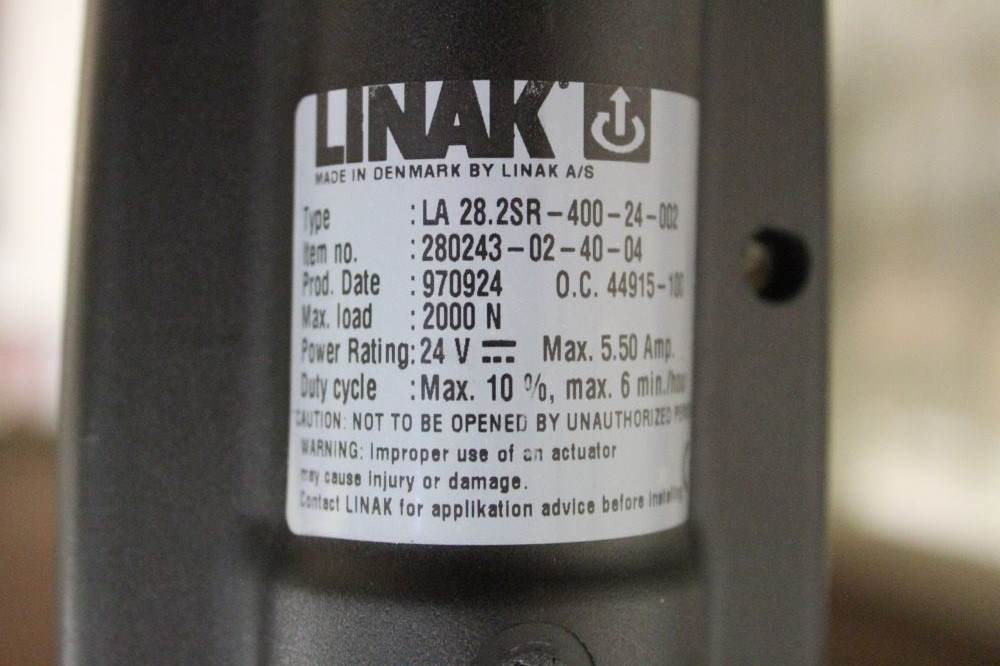 LINAK®
MADE IN DENMARK BY LINAK A/S
Type : LA 28.2SR-400-24-002
Item no. : 280243-02-40-04
Prod. Date : 970924 O.C. 44915-100
Max. load : 2000 N
Power Rating: 24 V ⎓ Max. 5.50 Amp.
Duty cycle : Max. 10 %, max. 6 min./hour
CAUTION: NOT TO BE OPENED BY UNAUTHORIZED
WARNING: Improper use of an actuator
may cause injury or damage.
Contact LINAK for applikation advice before